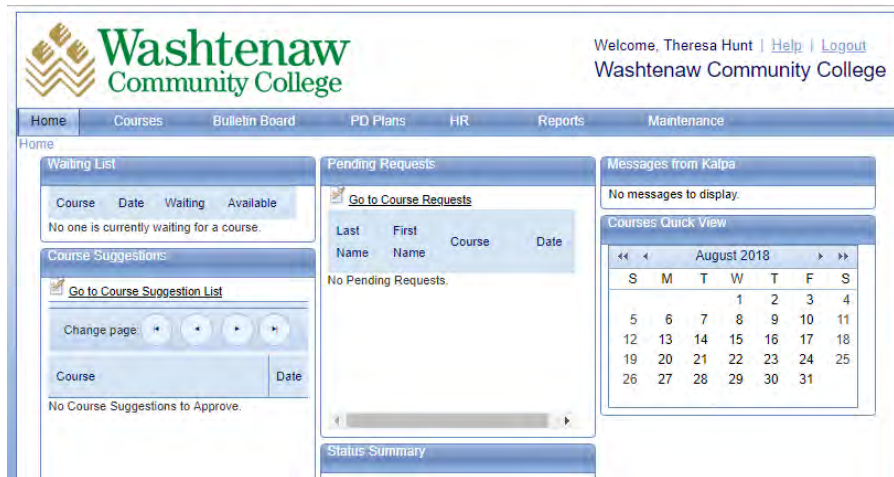 Washtenaw
Community College
Welcome, Theresa Hunt | Help | Logout
Washtenaw Community College
Home Courses Bulletin Board PD Plans HR Reports Maintenance
Home
Waiting List
Course Date Waiting Available
No one is currently waiting for a course.
Course Suggestions
Go to Course Suggestion List
Change page:
Course Date
No Course Suggestions to Approve.
Pending Requests
Go to Course Requests
Last Name First Name Course Date
No Pending Requests.
Status Summary
Messages from Kalpa
No messages to display.
Courses Quick View
August 2018
S M T W T F S
1 2 3 4
5 6 7 8 9 10 11
12 13 14 15 16 17 18
19 20 21 22 23 24 25
26 27 28 29 30 31